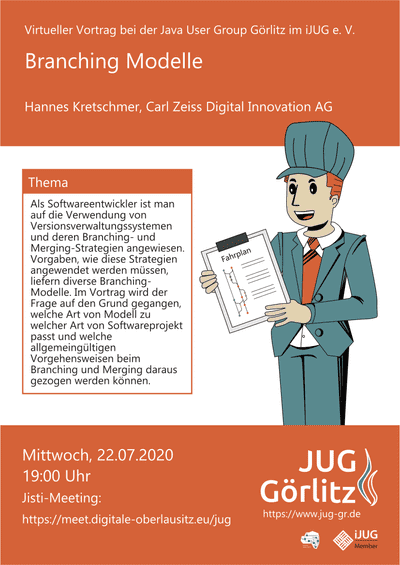 Virtueller Vortrag bei der Java User Group Görlitz im iJUG e. V.
Branching Modelle
Hannes Kretschmer, Carl Zeiss Digital Innovation AG
Thema
Als Softwareentwickler ist man
auf die Verwendung von
Versionsverwaltungssystemen
und deren Branching- und
Merging-Strategien angewiesen.
Vorgaben, wie diese Strategien
angewendet werden müssen,
liefern diverse Branching-
Modelle. Im Vortrag wird der
Frage auf den Grund gegangen,
welche Art von Modell zu
welcher Art von Softwareprojekt
passt und welche
allgemeingültigen
Vorgehensweisen beim
Branching und Merging daraus
gezogen werden können.
Fahrplan
Mittwoch, 22.07.2020
19:00 Uhr
Jisti-Meeting:
https://meet.digitale-oberlausitz.eu/jug
JUG
Görlitz
https://www.jug-gr.de
iJUG
Member